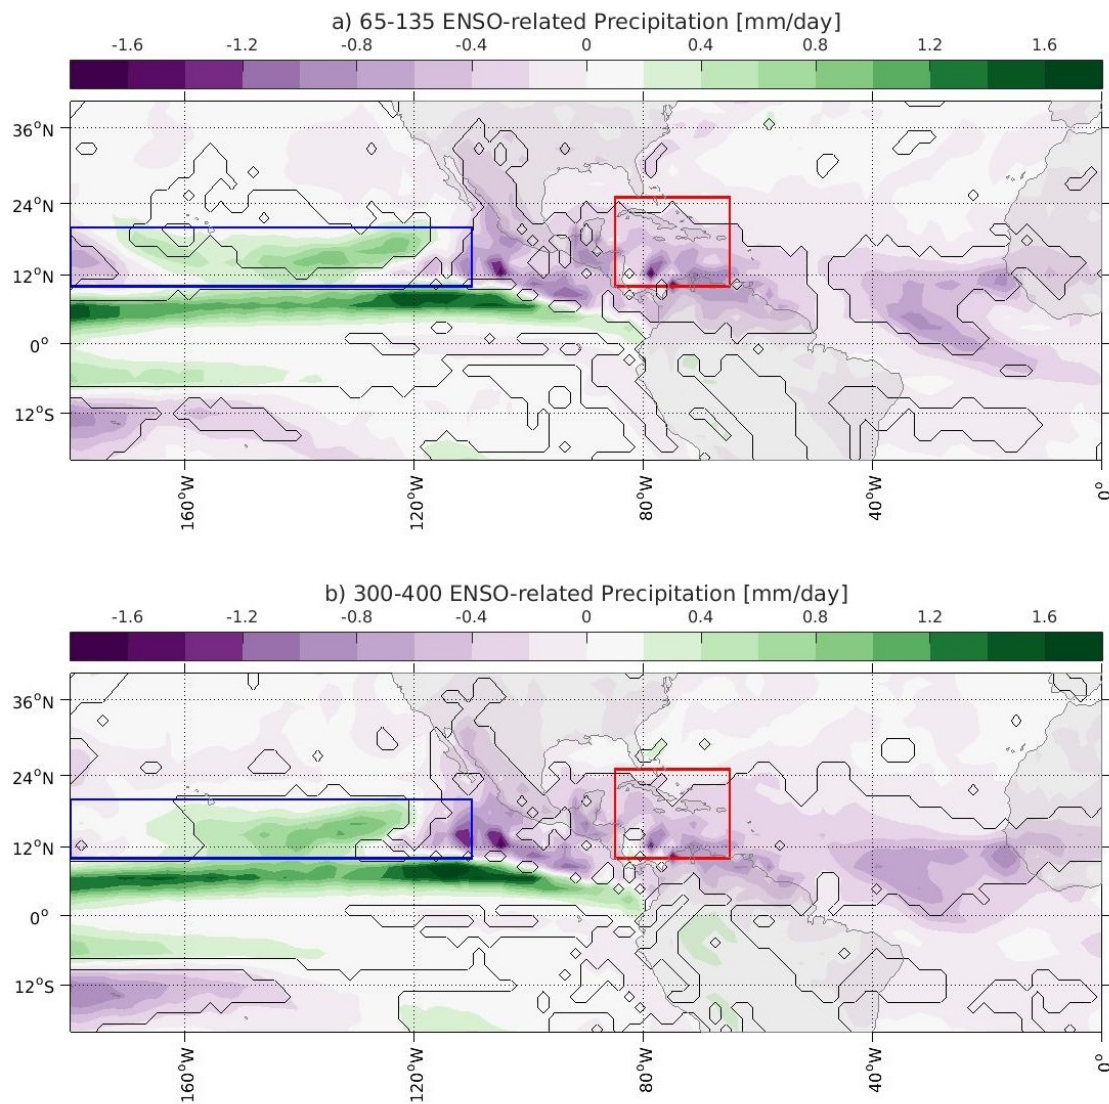 a) 65-135 ENSO-related Precipitation [mm/day]
-1.6 -1.2 -0.8 -0.4 0 0.4 0.8 1.2 1.6
36°N
24°N
12°N
0°
12°S
160°W 120°W 80°W 40°W 0°
b) 300-400 ENSO-related Precipitation [mm/day]
-1.6 -1.2 -0.8 -0.4 0 0.4 0.8 1.2 1.6
36°N
24°N
12°N
0°
12°S
160°W 120°W 80°W 40°W 0°